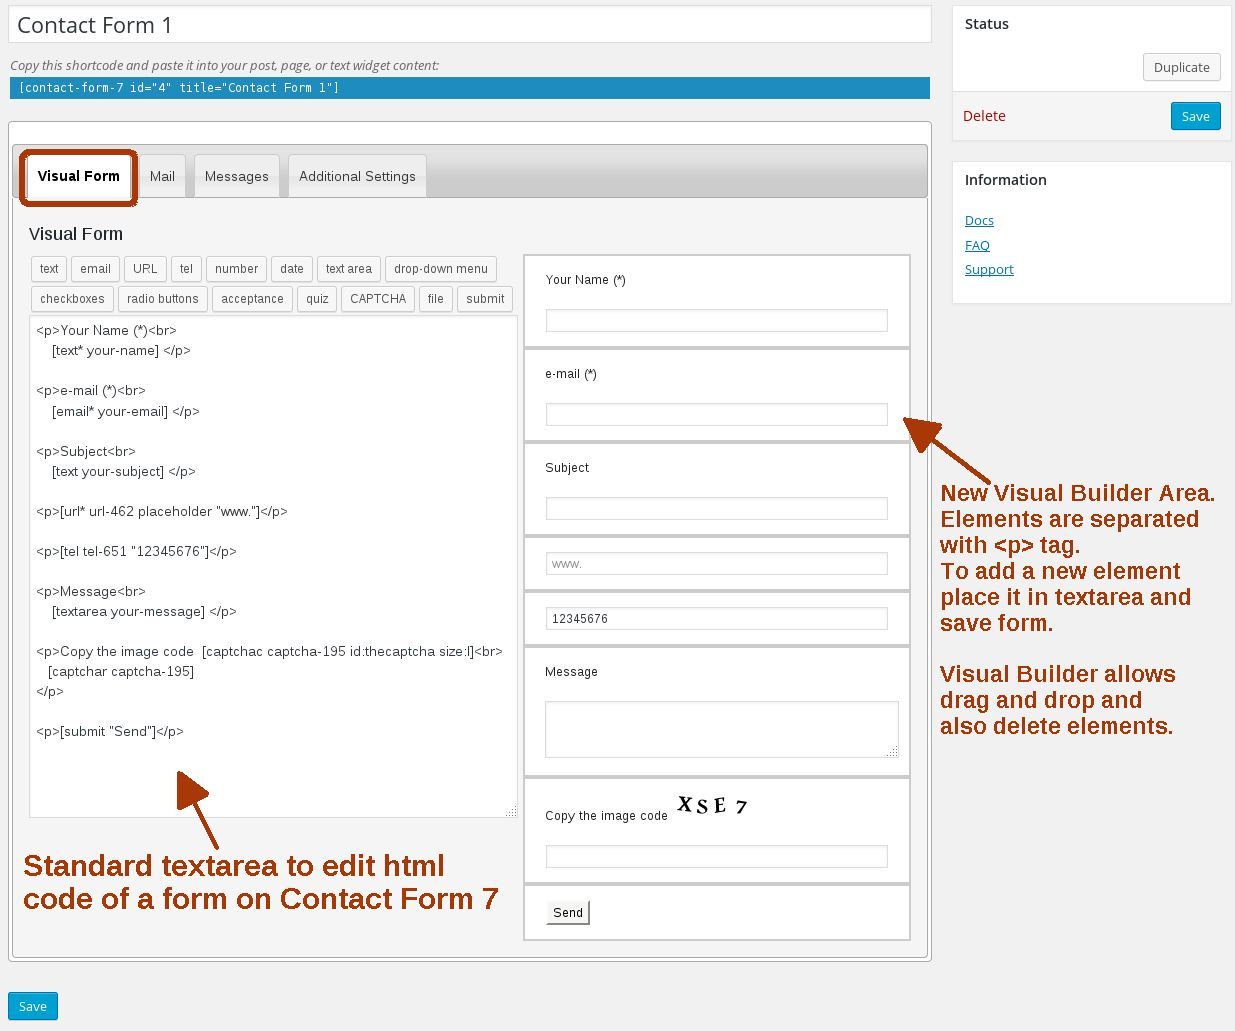 Contact Form 1
Copy this shortcode and paste it into your post, page, or text widget content:
[contact-form-7 id="4" title="Contact Form 1"]
Status
Duplicate
Delete
Save
Information
Docs
FAQ
Support
Visual Form
Mail
Messages
Additional Settings
Visual Form
text
email
URL
tel
number
date
text area
drop-down menu
checkboxes
radio buttons
acceptance
quiz
CAPTCHA
file
submit
<p>Your Name (*)<br>
[text* your-name] </p>
<p>e-mail (*)<br>
[email* your-email] </p>
<p>Subject<br>
[text your-subject] </p>
<p>[url* url-462 placeholder "www."]</p>
<p>[tel tel-651 "12345676"]</p>
<p>Message<br>
[textarea your-message] </p>
<p>Copy the image code  [captchac captcha-195 id:thecaptcha size:l]<br>
[captchar captcha-195]
</p>
<p>[submit "Send"]</p>
Standard textarea to edit html
code of a form on Contact Form 7
Your Name (*)
e-mail (*)
Subject
www.
12345676
Message
Copy the image code XSE7
Send
New Visual Builder Area.
Elements are separated
with <p> tag.
To add a new element
place it in textarea and
save form.
Visual Builder allows
drag and drop and
also delete elements.
Save